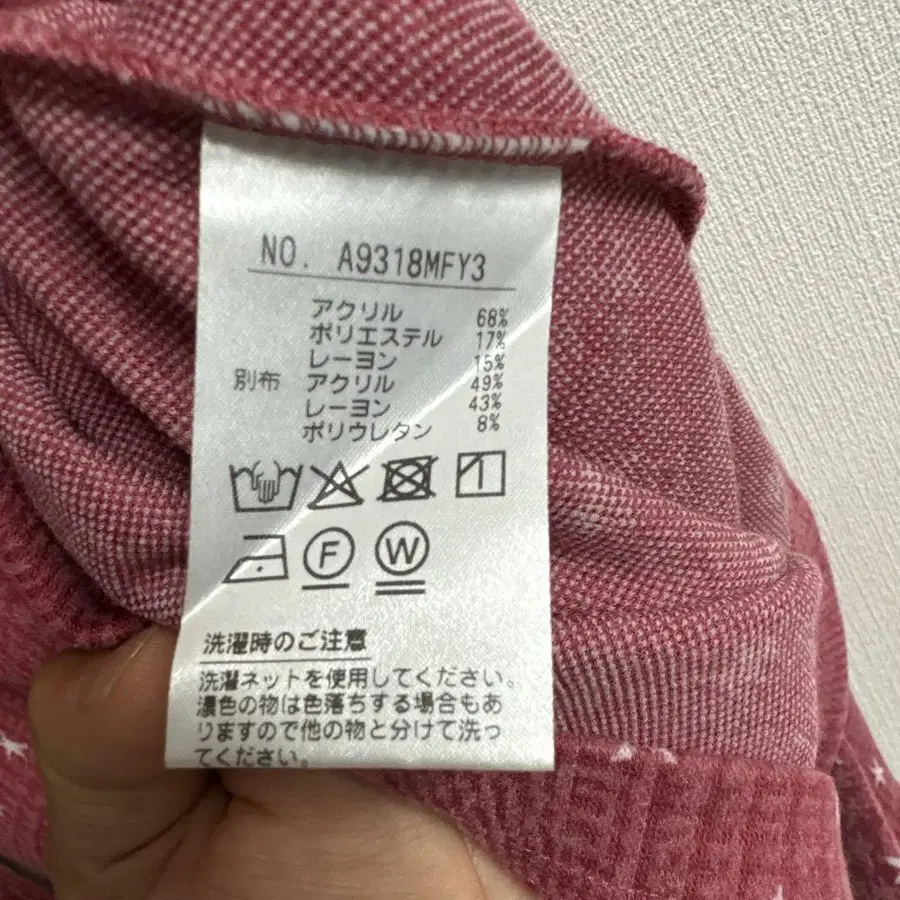 NO. A9318MFY3
アクリル 68%
ポリエステル 17%
レーヨン 15%
別布 アクリル 49%
レーヨン 43%
ポリウレタン 8%
F W
洗濯時のご注意
洗濯ネットを使用してください。
濃色の物は色落ちする場合もあ
りますので他の物と分けて洗っ
てください。